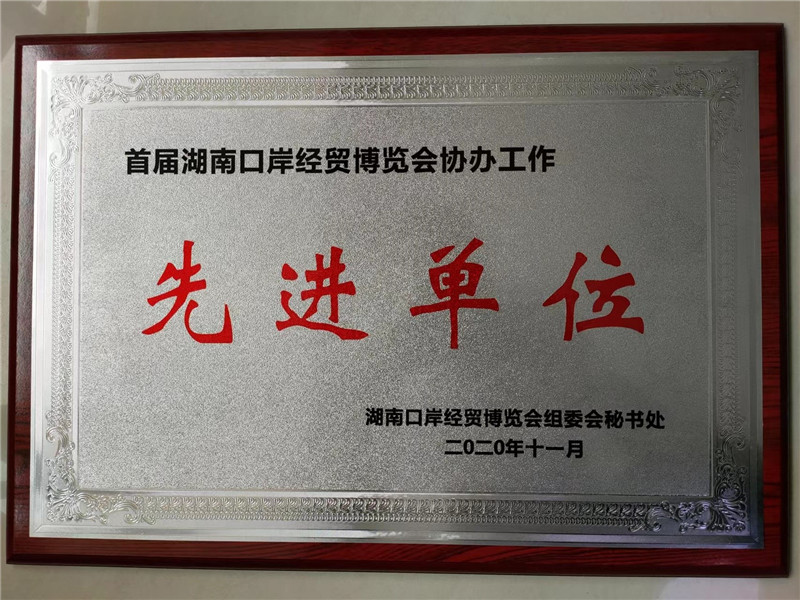 首届湖南口岸经贸博览会协办工作
先进单位
湖南口岸经贸博览会组委会秘书处
二0二0年十一月